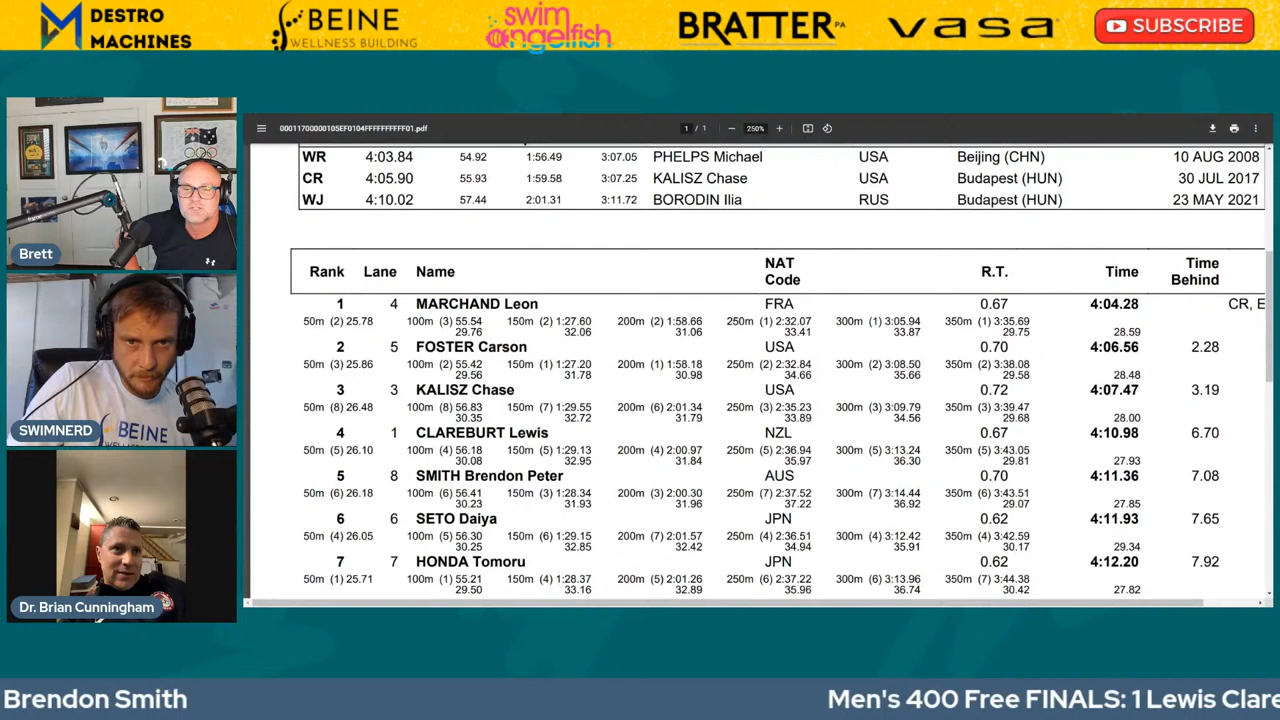 DESTRO MACHINES
BEINE WELLNESS BUILDING
swim angelfish
BRATTER PA
vasa
SUBSCRIBE
00011700000105EF0104FFFFFFFFFF01.pdf
1 / 1
250%
WR 4:03.84 54.92 1:56.49 3:07.05 PHELPS Michael USA Beijing (CHN) 10 AUG 2008
CR 4:05.90 55.93 1:59.58 3:07.25 KALISZ Chase USA Budapest (HUN) 30 JUL 2017
WJ 4:10.02 57.44 2:01.31 3:11.72 BORODIN Ilia RUS Budapest (HUN) 23 MAY 2021
Rank Lane Name NAT Code R.T. Time Time Behind
1 4 MARCHAND Leon FRA 0.67 4:04.28 CR, E
50m (2) 25.78 100m (3) 55.54 150m (2) 1:27.60 200m (2) 1:58.66 250m (1) 2:32.07 300m (1) 3:05.94 350m (1) 3:35.69
29.76 32.06 31.06 33.41 33.87 29.75 28.59
2 5 FOSTER Carson USA 0.70 4:06.56 2.28
50m (3) 25.86 100m (2) 55.42 150m (1) 1:27.20 200m (1) 1:58.18 250m (2) 2:32.84 300m (2) 3:08.50 350m (2) 3:38.08
29.56 31.78 30.98 34.66 35.66 29.58 28.48
3 3 KALISZ Chase USA 0.72 4:07.47 3.19
50m (8) 26.48 100m (8) 56.83 150m (7) 1:29.55 200m (6) 2:01.34 250m (3) 2:35.23 300m (3) 3:09.79 350m (3) 3:39.47
30.35 32.72 31.79 33.89 34.56 29.68 28.00
4 1 CLAREBURT Lewis NZL 0.67 4:10.98 6.70
50m (5) 26.10 100m (4) 56.18 150m (5) 1:29.13 200m (4) 2:00.97 250m (5) 2:36.94 300m (4) 3:13.24 350m (5) 3:43.05
30.08 32.95 31.84 35.97 36.30 29.81 27.93
5 8 SMITH Brendon Peter AUS 0.70 4:11.36 7.08
50m (6) 26.18 100m (6) 56.41 150m (3) 1:28.34 200m (3) 2:00.30 250m (7) 2:37.52 300m (7) 3:14.44 350m (6) 3:43.51
30.23 31.93 31.96 37.22 36.92 29.07 27.85
6 6 SETO Daiya JPN 0.62 4:11.93 7.65
50m (4) 26.05 100m (5) 56.30 150m (6) 1:29.15 200m (7) 2:01.57 250m (4) 2:36.51 300m (4) 3:12.42 350m (4) 3:42.59
30.25 32.85 32.42 34.94 35.91 30.17 29.34
7 7 HONDA Tomoru JPN 0.62 4:12.20 7.92
50m (1) 25.71 100m (1) 55.21 150m (4) 1:28.37 200m (5) 2:01.26 250m (6) 2:37.22 300m (6) 3:13.96 350m (7) 3:44.38
29.50 33.16 32.89 35.96 36.74 30.42 27.82
Brett
SWIMNERD
BEINE
Dr. Brian Cunningham
Brendon Smith
Men's 400 Free FINALS: 1 Lewis Clare